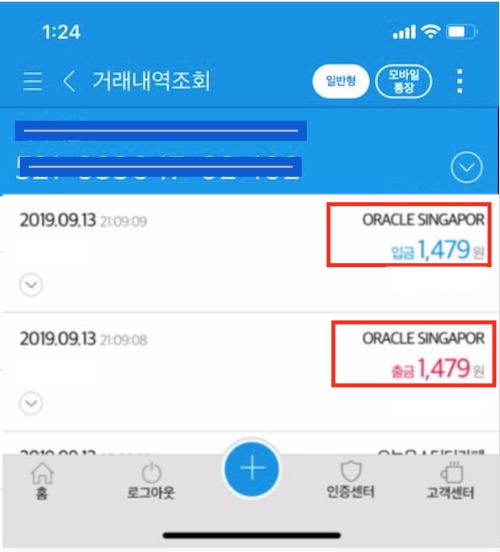 1:24
거래내역조회
일반형
모바일
통장
2019.09.13 21:09:09
ORACLE SINGAPOR
입금 1,479 원
2019.09.13 21:09:08
ORACLE SINGAPOR
출금 1,479 원
홈
로그아웃
인증센터
고객센터